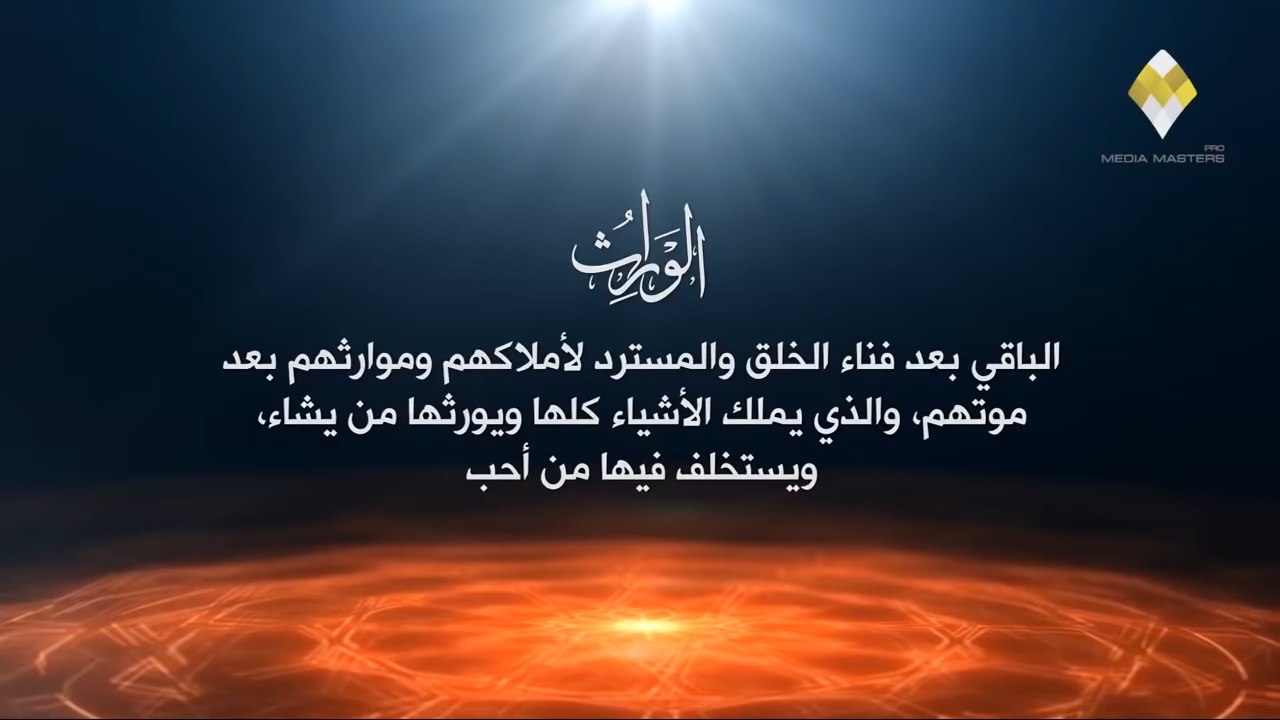 PRO
MEDIA MASTERS
الوَارِثُ
الباقي بعد فناء الخلق والمسترد لأملاكهم وموارثهم بعد
موتهم، والذي يملك الأشياء كلها ويورثها من يشاء،
ويستخلف فيها من أحب